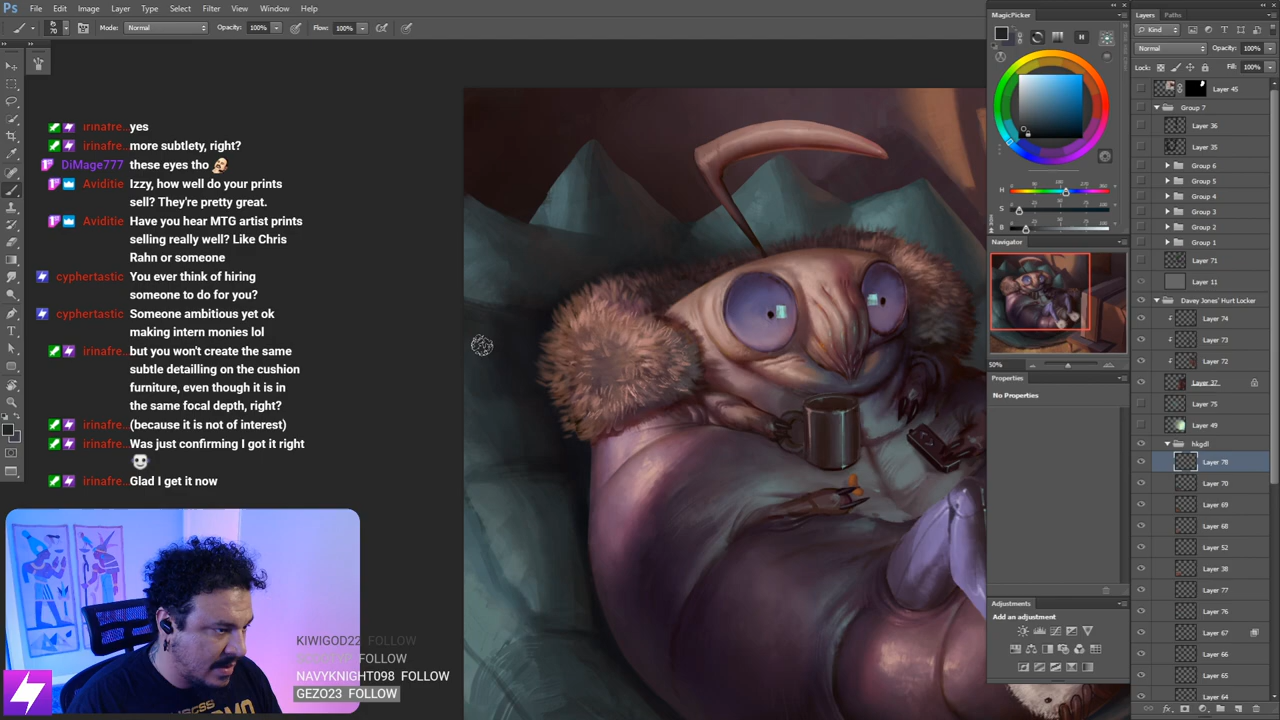 Ps File Edit Image Layer Type Select Filter View Window Help
70 Mode: Normal Opacity: 100% Flow: 100%
irinafre.. yes
irinafre.. more subtlety, right?
DiMage777 these eyes tho
Aviditie Izzy, how well do your prints
sell? They're pretty great.
Aviditie Have you hear MTG artist prints
selling really well? Like Chris
Rahn or someone
cyphertastic You ever think of hiring
someone to do for you?
cyphertastic Someone ambitious yet ok
making intern monies lol
irinafre.. but you won't create the same
subtle detailling on the cushion
furniture, even though it is in
the same focal depth, right?
irinafre.. (because it is not of interest)
irinafre.. Was just confirming I got it right
irinafre.. Glad I get it now
KIWIGOD22 FOLLOW
FOLLOW
NAVYKNIGHT098 FOLLOW
GEZO23 FOLLOW
MagicPicker
H
H
S
B
Navigator
50%
Properties
No Properties
Adjustments
Add an adjustment
Layers Paths
Kind
Normal Opacity: 100%
Lock: Fill: 100%
Layer 45
Group 7
Layer 36
Layer 35
Group 6
Group 5
Group 4
Group 3
Group 2
Group 1
Layer 71
Layer 11
Davey Jones' Hurt Locker
Layer 74
Layer 73
Layer 72
Layer 37
Layer 75
Layer 49
hkgdl
Layer 78
Layer 70
Layer 69
Layer 68
Layer 52
Layer 38
Layer 77
Layer 76
Layer 67
Layer 66
Layer 65
Layer 64
fx